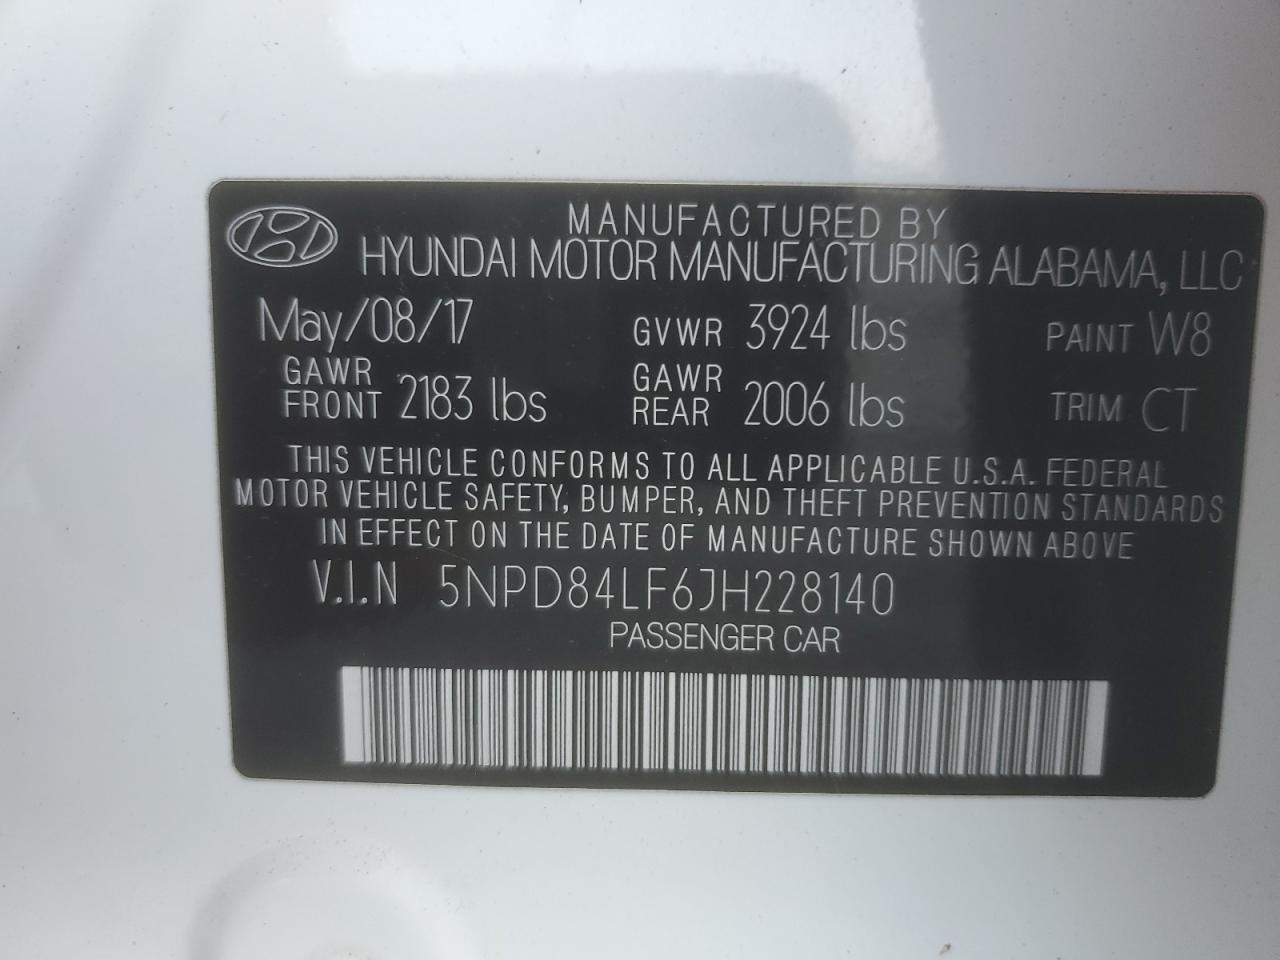 MANUFACTURED BY
HYUNDAI MOTOR MANUFACTURING ALABAMA, LLC
May/08/17 GVWR 3924 lbs PAINT W8
GAWR FRONT 2183 lbs GAWR REAR 2006 lbs TRIM CT
THIS VEHICLE CONFORMS TO ALL APPLICABLE U.S.A. FEDERAL
MOTOR VEHICLE SAFETY, BUMPER, AND THEFT PREVENTION STANDARDS
IN EFFECT ON THE DATE OF MANUFACTURE SHOWN ABOVE
V.I.N 5NPD84LF6JH228140
PASSENGER CAR